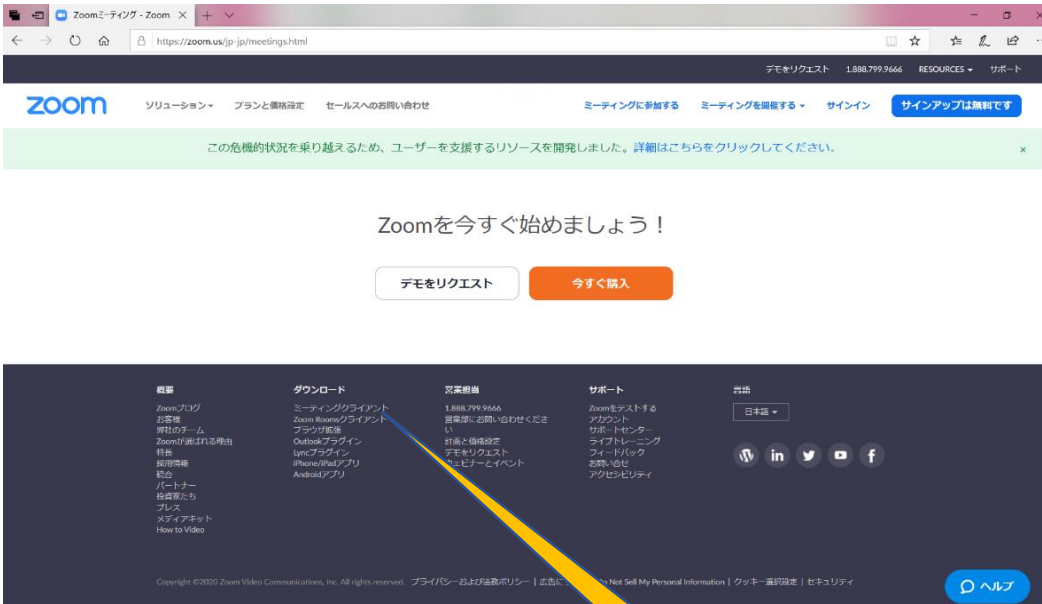 Zoomミーティング - Zoom
https://zoom.us/jp-jp/meetings.html
デモをリクエスト 1.888.799.9666 RESOURCES サポート
zoom ソリューション プランと価格設定 セールスへのお問い合わせ ミーティングに参加する ミーティングを開催する サインイン サインアップは無料です
この危機的状況を乗り越えるため、ユーザーを支援するリソースを開発しました。詳細はこちらをクリックしてください。
Zoomを今すぐ始めましょう！
デモをリクエスト 今すぐ購入
概要
Zoomブログ
お客様
弊社のチーム
Zoomが選ばれる理由
特長
採用情報
統合
パートナー
投資家たち
プレス
メディアキット
How to Video
ダウンロード
ミーティングクライアント
Zoom Roomsクライアント
ブラウザ拡張
Outlookプラグイン
Lyncプラグイン
iPhone/iPadアプリ
Androidアプリ
営業担当
1.888.799.9666
営業部にお問い合わせくださ
い
計画と価格設定
デモをリクエスト
ウェビナーとイベント
サポート
Zoomをテストする
アカウント
サポートセンター
ライブトレーニング
フィードバック
お問い合せ
アクセシビリティ
言語
日本語
in f
Copyright ©2020 Zoom Video Communications, Inc. All rights reserved. プライバシーおよび法務ポリシー | 広告に Not Sell My Personal Information | クッキー選択設定 | セキュリティ
ヘルプ